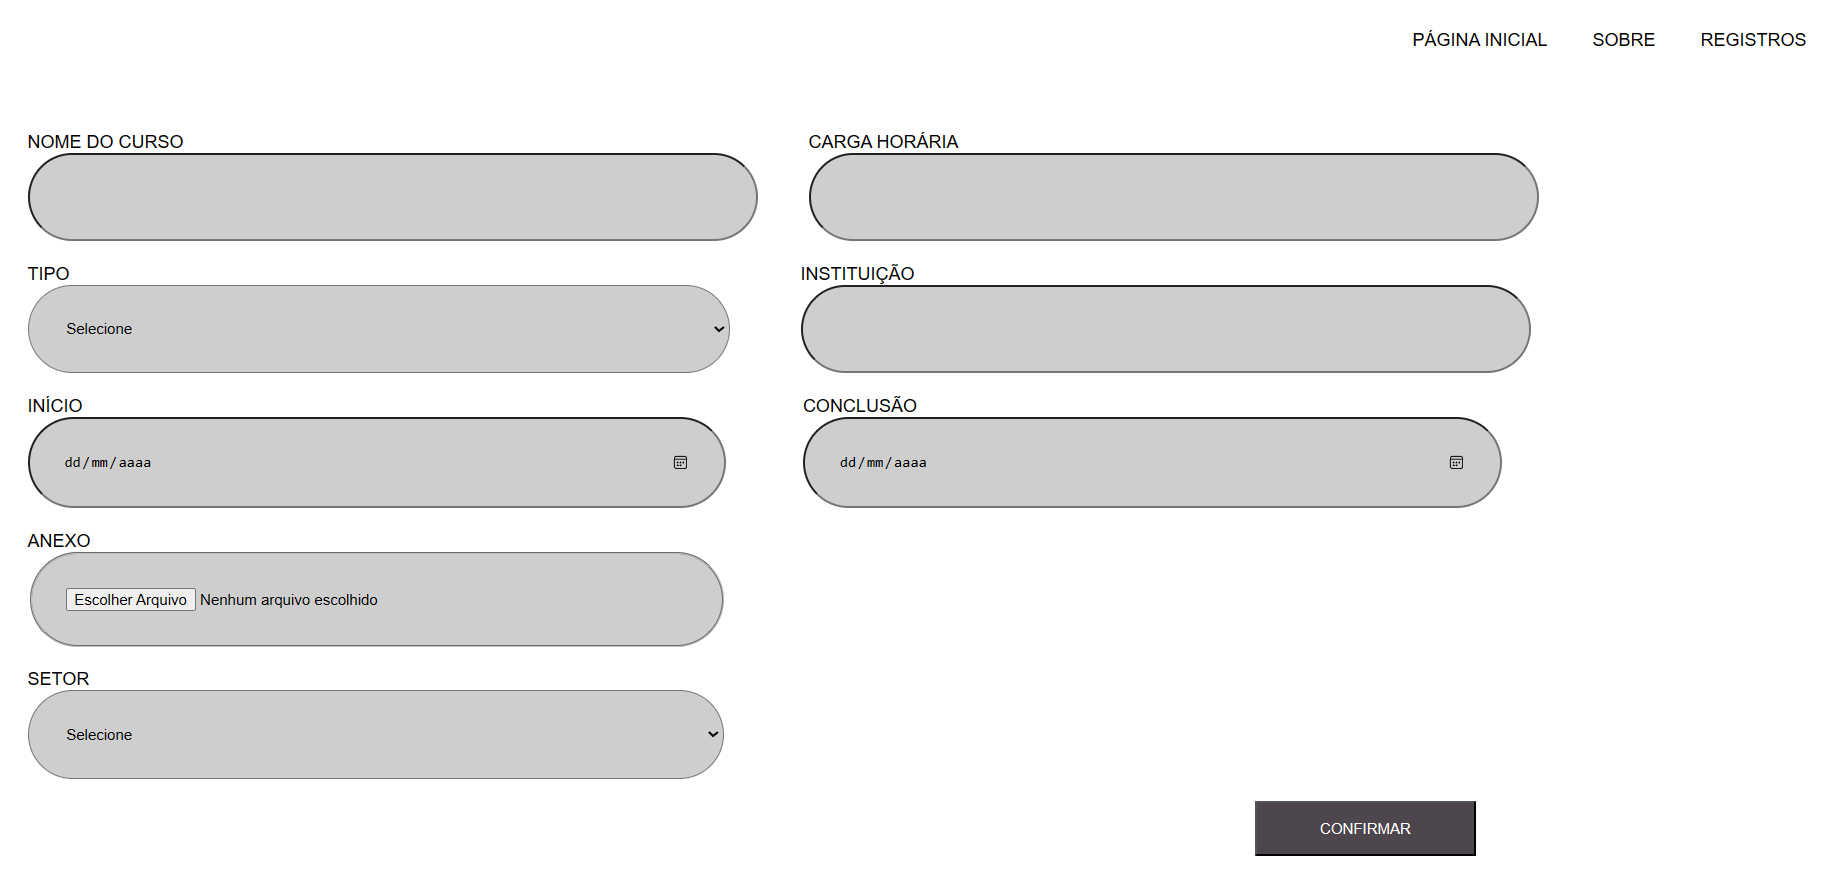 PÁGINA INICIAL SOBRE REGISTROS
NOME DO CURSO
CARGA HORÁRIA
TIPO
Selecione
INSTITUIÇÃO
INÍCIO
dd/mm/aaaa
CONCLUSÃO
dd/mm/aaaa
ANEXO
Escolher Arquivo Nenhum arquivo escolhido
SETOR
Selecione
CONFIRMAR